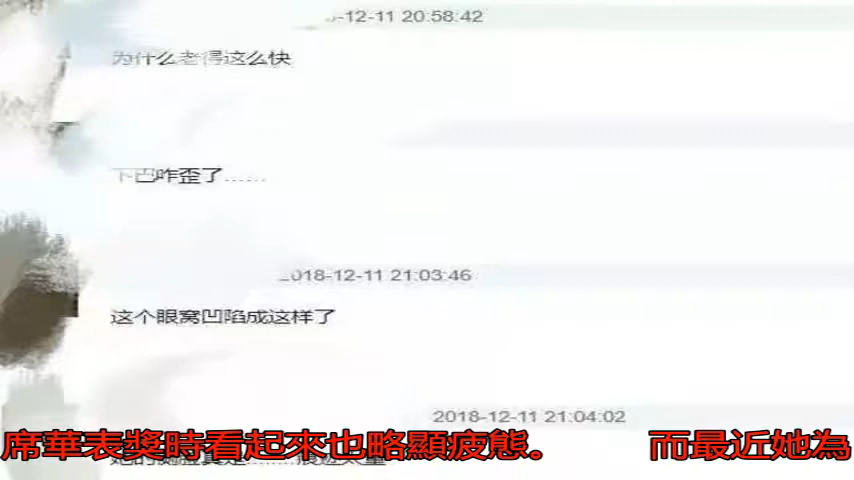 -12-11 20:58:42
为什么老得这么快
下巴咋歪了……
2018-12-11 21:03:46
这个眼窝凹陷成这样了
2018-12-11 21:04:02
席華表獎時看起來也略顯疲態。 而最近她為